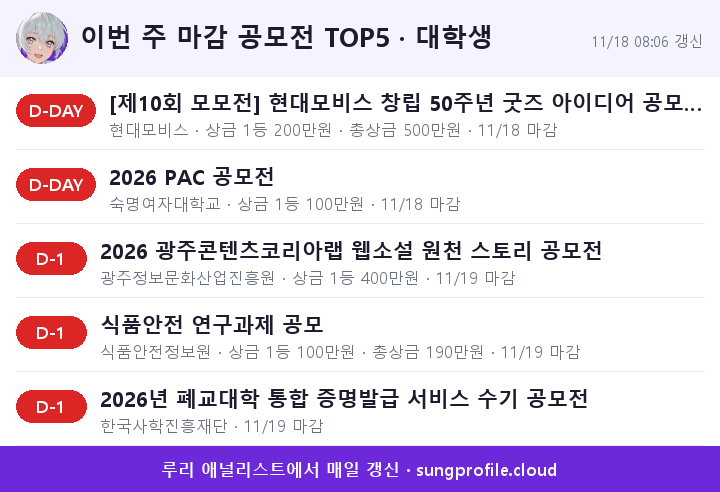 이번 주 마감 공모전 TOP5 · 대학생
11/18 08:06 갱신
D-DAY
[제10회 모모전] 현대모비스 창립 50주년 굿즈 아이디어 공모...
현대모비스 · 상금 1등 200만원 · 총상금 500만원 · 11/18 마감
D-DAY
2026 PAC 공모전
숙명여자대학교 · 상금 1등 100만원 · 11/18 마감
D-1
2026 광주콘텐츠코리아랩 웹소설 원천 스토리 공모전
광주정보문화산업진흥원 · 상금 1등 400만원 · 11/19 마감
D-1
식품안전 연구과제 공모
식품안전정보원 · 상금 1등 100만원 · 총상금 190만원 · 11/19 마감
D-1
2026년 폐교대학 통합 증명발급 서비스 수기 공모전
한국사학진흥재단 · 11/19 마감
루리 애널리스트에서 매일 갱신 · sungprofile.cloud